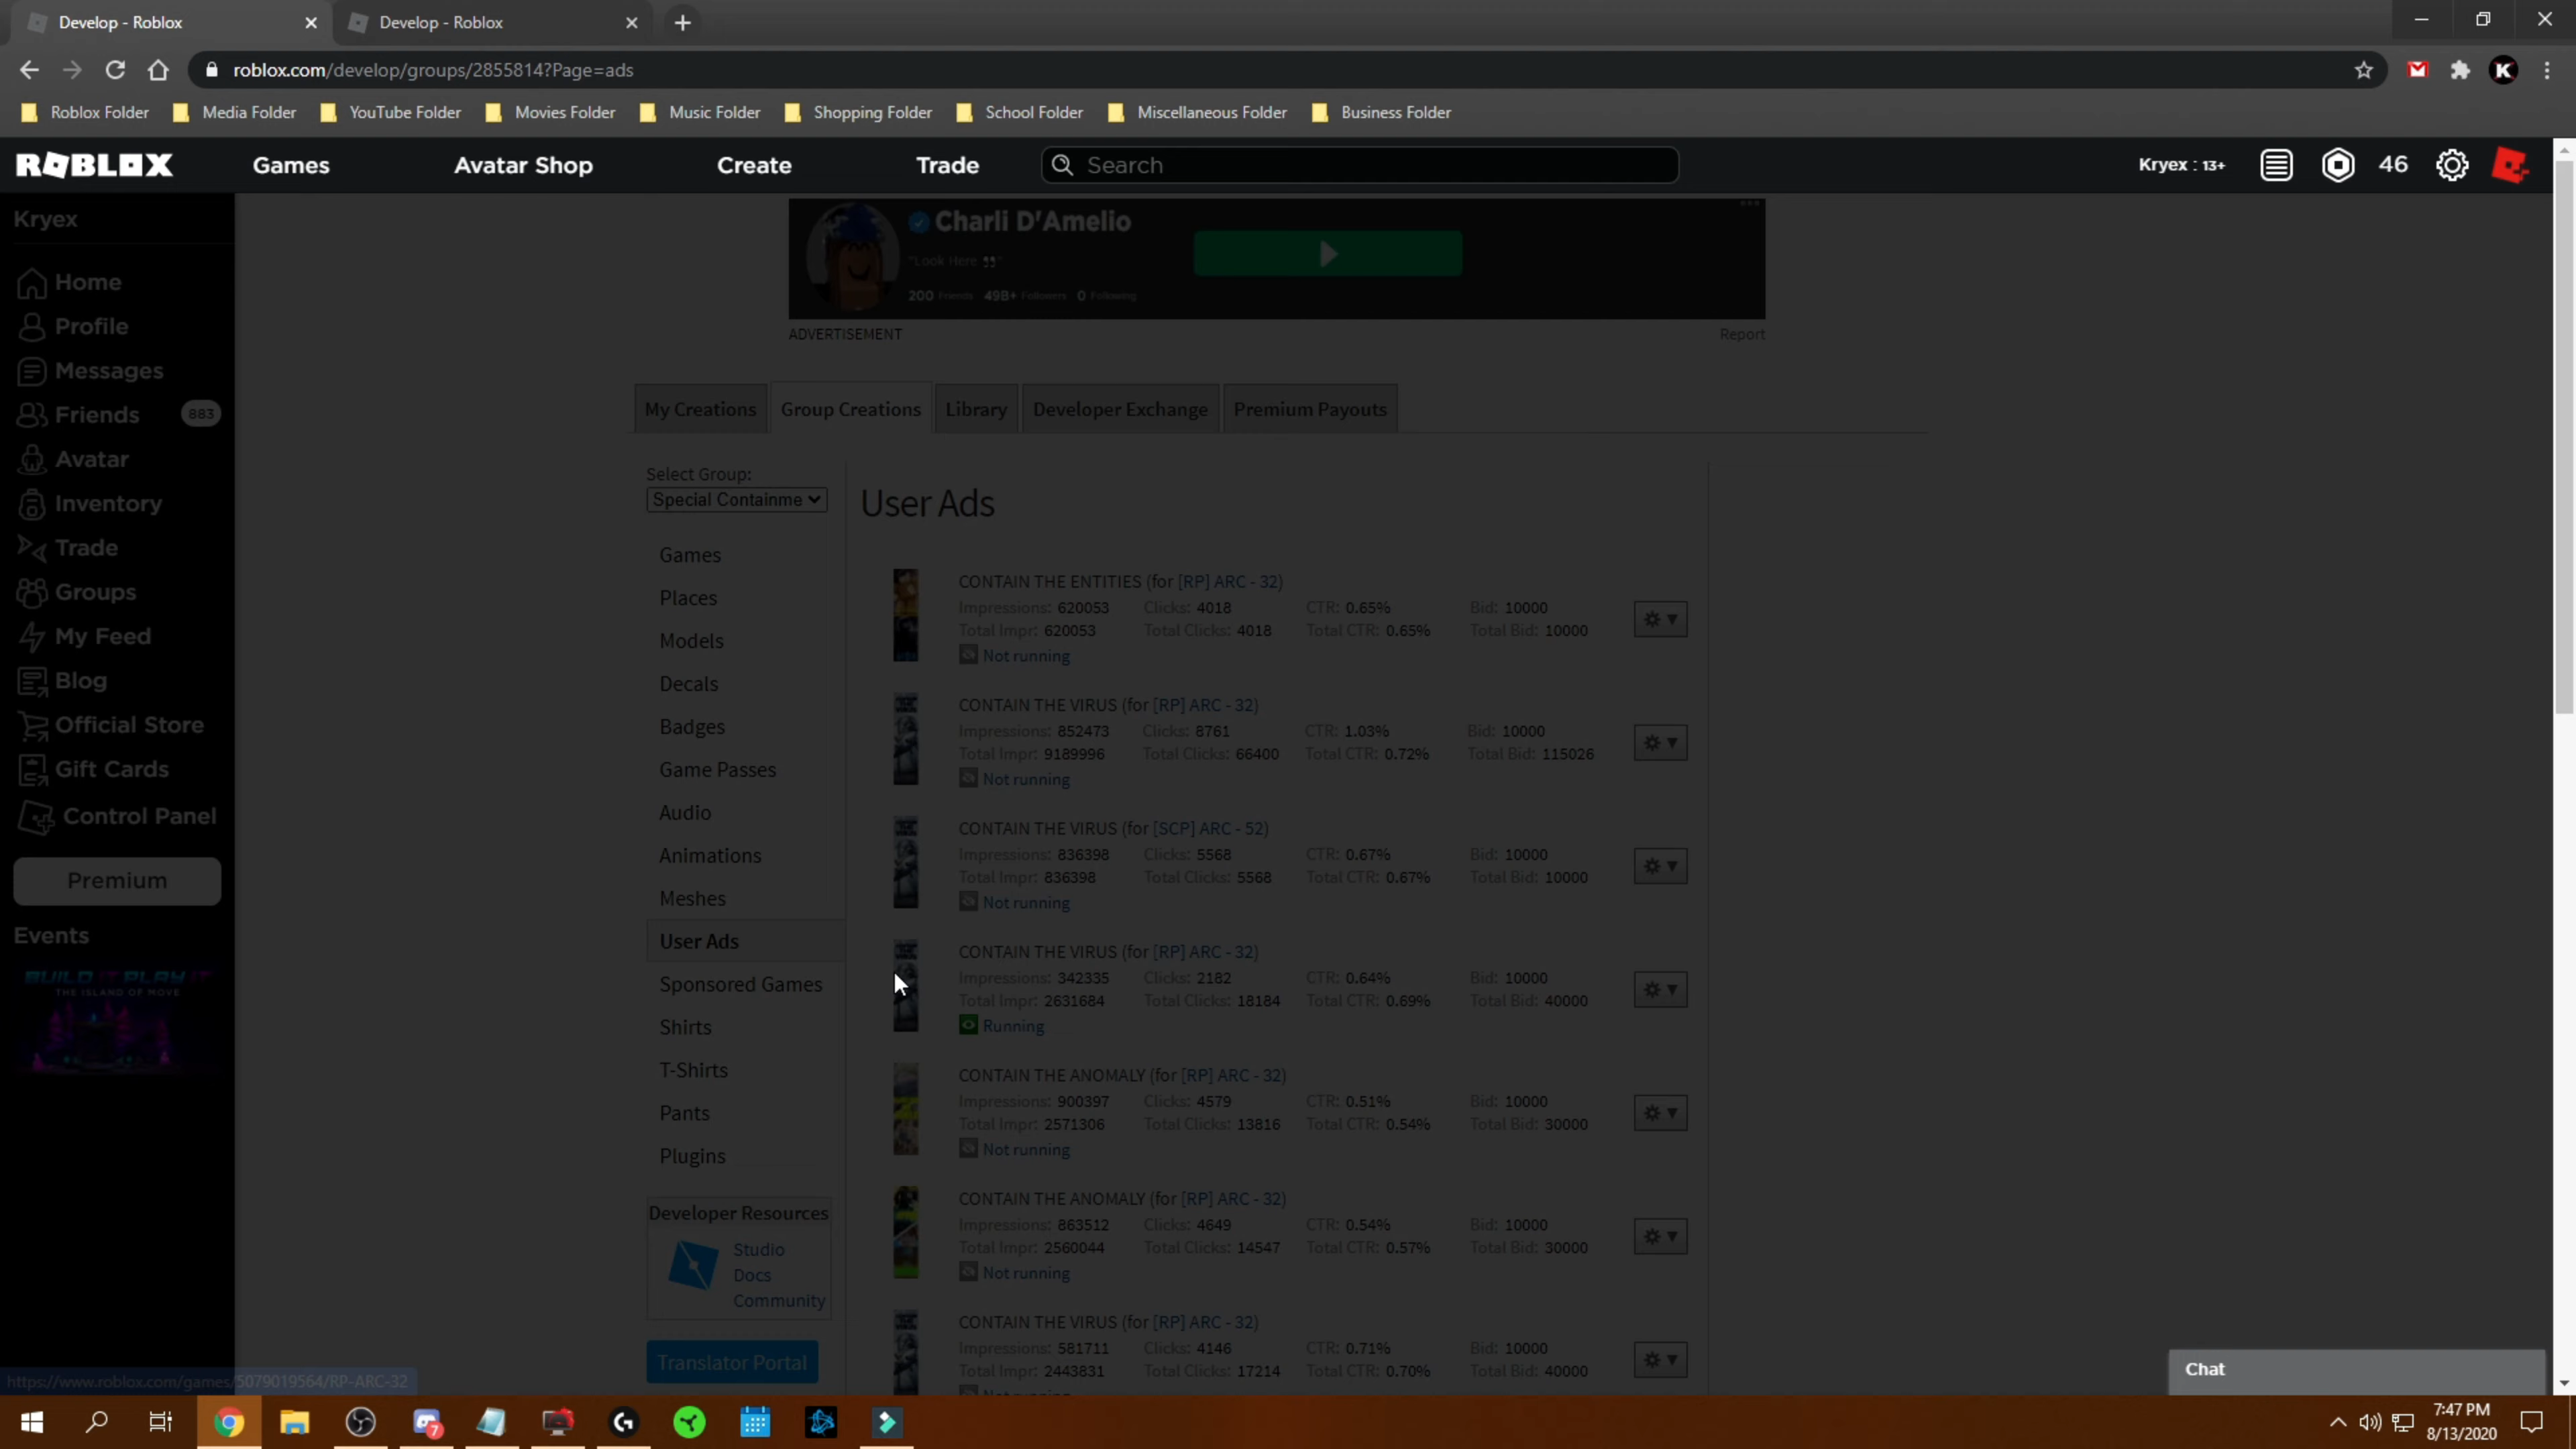 Develop - Roblox
Develop - Roblox
roblox.com/develop/groups/2855814?Page=ads
Roblox Folder Media Folder YouTube Folder Movies Folder Music Folder Shopping Folder School Folder Miscellaneous Folder Business Folder
ROBLOX Games Avatar Shop Create Trade Search Kryex : 13+ 46
Kryex
Home
Profile
Messages
Friends 883
Avatar
Inventory
Trade
Groups
My Feed
Blog
Official Store
Gift Cards
Control Panel
Premium
Events
BUILD IT PLAY IT
THE ISLAND OF MOVE
Charli D'Amelio
"Look Here
200 Friends 49B+ Followers 0 Following
ADVERTISEMENT Report
My Creations Group Creations Library Developer Exchange Premium Payouts
Select Group:
Special Containme
Games
Places
Models
Decals
Badges
Game Passes
Audio
Animations
Meshes
User Ads
Sponsored Games
Shirts
T-Shirts
Pants
Plugins
Developer Resources
Studio
Docs
Community
Translator Portal
User Ads
CONTAIN THE ENTITIES (for [RP] ARC - 32)
Impressions: 620053 Clicks: 4018 CTR: 0.65% Bid: 10000
Total Impr: 620053 Total Clicks: 4018 Total CTR: 0.65% Total Bid: 10000
Not running
CONTAIN THE VIRUS (for [RP] ARC - 32)
Impressions: 852473 Clicks: 8761 CTR: 1.03% Bid: 10000
Total Impr: 9189996 Total Clicks: 66400 Total CTR: 0.72% Total Bid: 115026
Not running
CONTAIN THE VIRUS (for [SCP] ARC - 52)
Impressions: 836398 Clicks: 5568 CTR: 0.67% Bid: 10000
Total Impr: 836398 Total Clicks: 5568 Total CTR: 0.67% Total Bid: 10000
Not running
CONTAIN THE VIRUS (for [RP] ARC - 32)
Impressions: 342335 Clicks: 2182 CTR: 0.64% Bid: 10000
Total Impr: 2631684 Total Clicks: 18184 Total CTR: 0.69% Total Bid: 40000
Running
CONTAIN THE ANOMALY (for [RP] ARC - 32)
Impressions: 900397 Clicks: 4579 CTR: 0.51% Bid: 10000
Total Impr: 2571306 Total Clicks: 13816 Total CTR: 0.54% Total Bid: 30000
Not running
CONTAIN THE ANOMALY (for [RP] ARC - 32)
Impressions: 863512 Clicks: 4649 CTR: 0.54% Bid: 10000
Total Impr: 2560044 Total Clicks: 14547 Total CTR: 0.57% Total Bid: 30000
Not running
CONTAIN THE VIRUS (for [RP] ARC - 32)
Impressions: 581711 Clicks: 4146 CTR: 0.71% Bid: 10000
Total Impr: 2443831 Total Clicks: 17214 Total CTR: 0.70% Total Bid: 40000
Chat
https://www.roblox.com/games/5079019564/RP-ARC-32
7
7:47 PM
8/13/2020